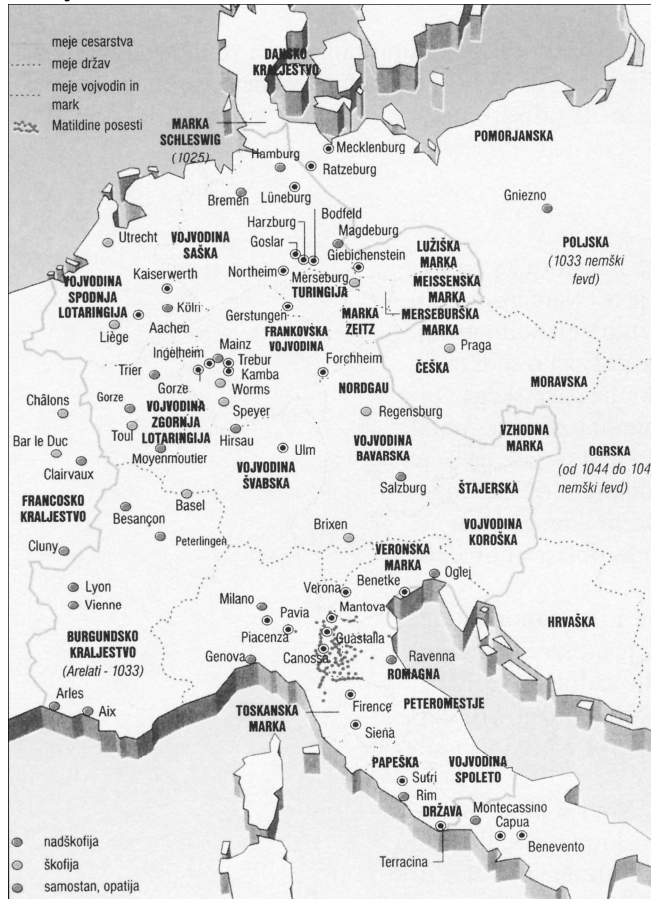 meje cesarstva
meje držav
meje vojvodin in
mark
Matildine posesti
DANSKO
KRALJESTVO
MARKA
SCHLESWIG
(1025)
POMORJANSKA
Mecklenburg
Hamburg
Ratzeburg
Bremen
Lüneburg
Gniezno
Bodfeld
Harzburg
Magdeburg
Utrecht
VOJVODINA
SAŠKA
Goslar
Giebichenstein
LUŽIŠKA
MARKA
POLJSKA
(1033 nemški
fevd)
Kaiserwerth
Northeim
Merseburg
MEISSENSKA
MARKA
VOJVODINA
SPODNJA
LOTARINGIJA
TURINGIJA
Köln
Gerstungen
MARKA
ZEITZ
MERSEBURŠKA
MARKA
Aachen
Liège
FRANKOVŠKA
VOJVODINA
Mainz
Ingelheim
Trebur
Forchheim
Praga
Trier
Kamba
ČEŠKA
Gorze
Worms
NORDGAU
MORAVSKA
Châlons
Gorze
VOJVODINA
ZGORNJA
LOTARINGIJA
Speyer
Regensburg
Toul
Hirsau
VZHODNA
MARKA
Bar le Duc
Moyenmoutier
Ulm
VOJVODINA
BAVARSKA
OGRSKA
(od 1044 do 104
nemški fevd)
Clairvaux
VOJVODINA
ŠVABSKA
Salzburg
ŠTAJERSKA
FRANCOSKO
KRALJESTVO
Basel
Besançon
VOJVODINA
KOROŠKA
Brixen
Peterlingen
Cluny
VERONSKA
MARKA
Oglej
Benetke
Verona
Lyon
Vienne
Milano
Pavia
Mantova
HRVAŠKA
Piacenza
Guastalla
BURGUNDSKO
KRALJESTVO
(Arelati - 1033)
Genova
Canossa
Ravenna
ROMAGNA
Arles
Aix
Firence
PETEROMESTJE
TOSKANSKA
MARKA
Siena
PAPEŠKA
VOJVODINA
SPOLETO
Sutri
Rim
DRŽAVA
Montecassino
Capua
Benevento
Terracina
nadškofija
škofija
samostan, opatija